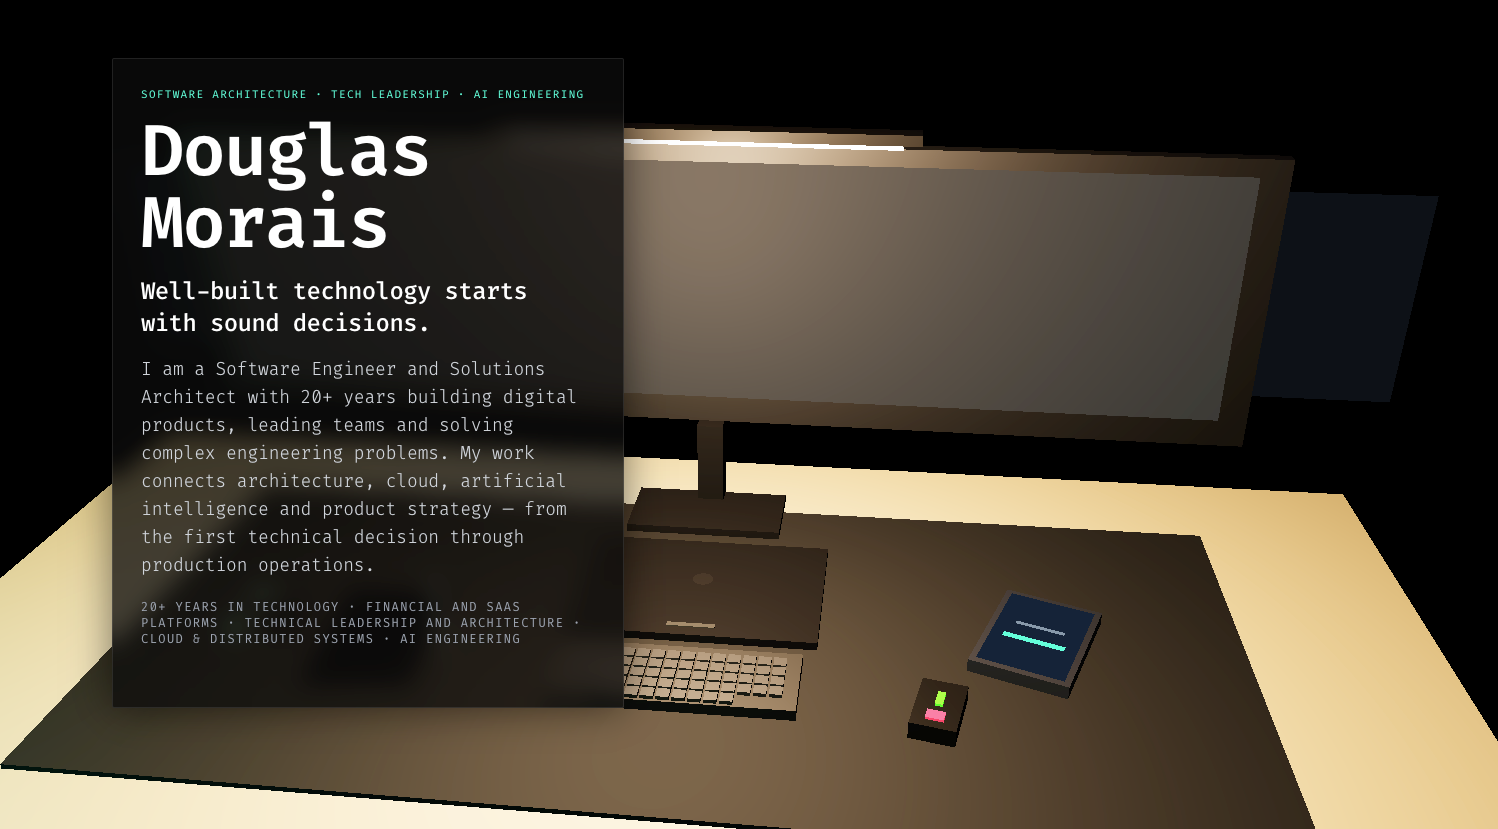 SOFTWARE ARCHITECTURE · TECH LEADERSHIP · AI ENGINEERING
Douglas
Morais
Well-built technology starts
with sound decisions.
I am a Software Engineer and Solutions
Architect with 20+ years building digital
products, leading teams and solving
complex engineering problems. My work
connects architecture, cloud, artificial
intelligence and product strategy — from
the first technical decision through
production operations.
20+ YEARS IN TECHNOLOGY · FINANCIAL AND SAAS
PLATFORMS · TECHNICAL LEADERSHIP AND ARCHITECTURE ·
CLOUD & DISTRIBUTED SYSTEMS · AI ENGINEERING